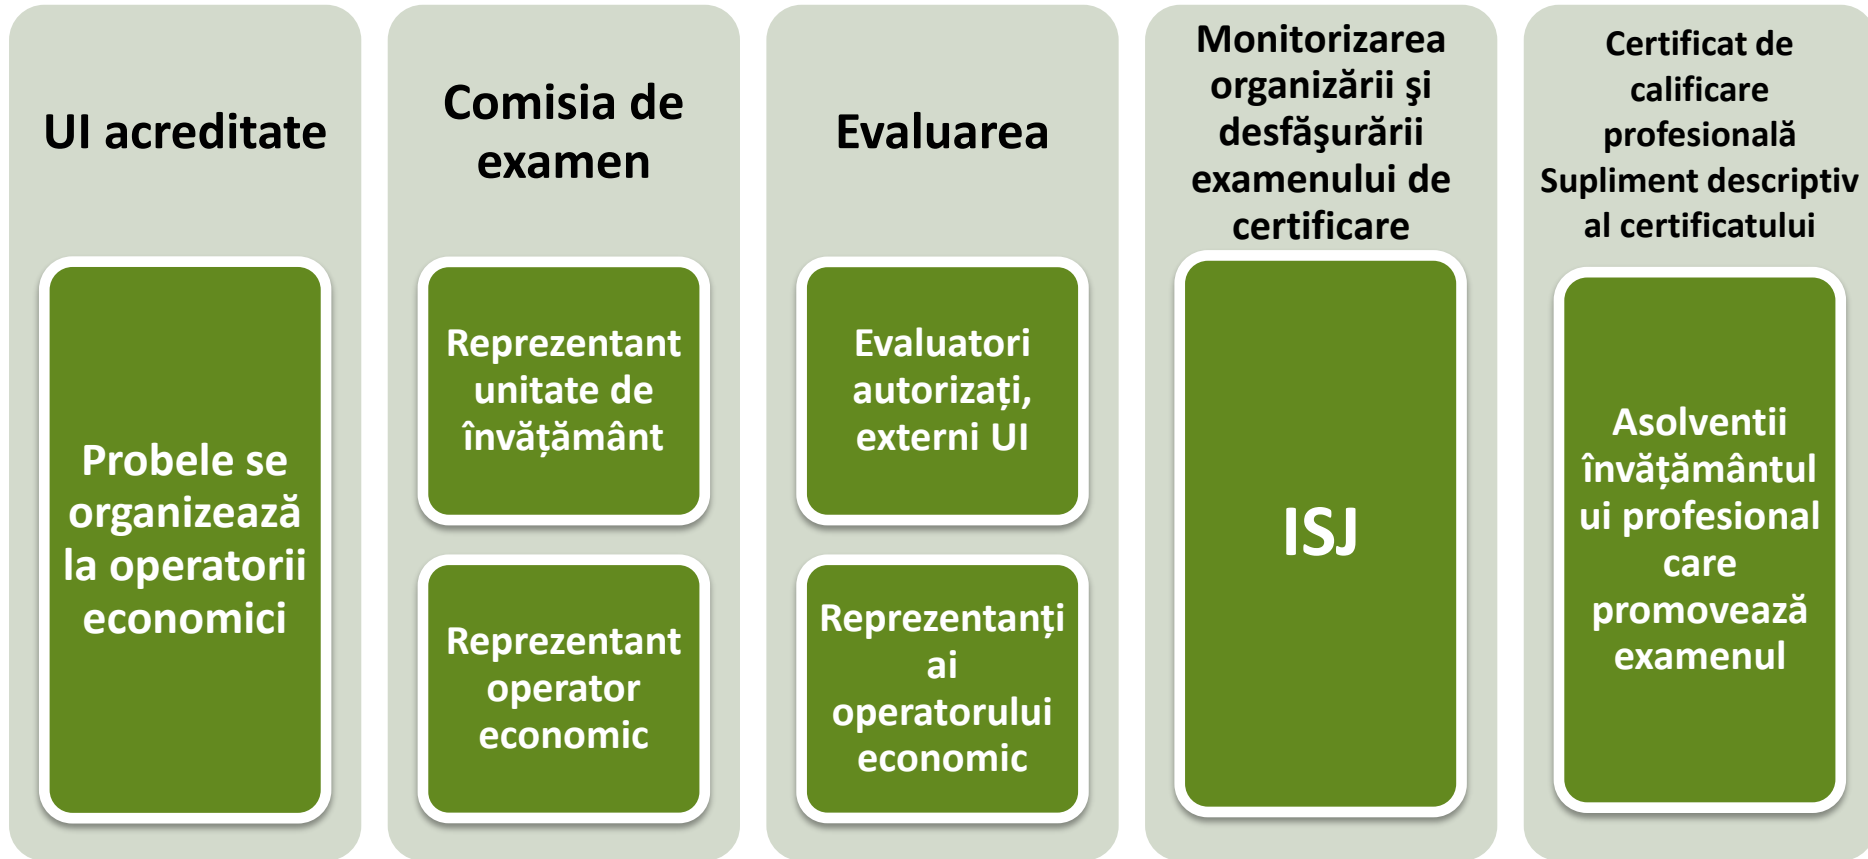 UI acreditate
Probele se
organizează
la operatorii
economici
Comisia de
examen
Reprezentant
unitate de
învățământ
Reprezentant
operator
economic
Evaluarea
Evaluatori
autorizați,
externi UI
Reprezentanți
ai
operatorului
economic
Monitorizarea
organizării şi
desfăşurării
examenului de
certificare
ISJ
Certificat de
calificare
profesională
Supliment descriptiv
al certificatului
Asolventii
învățământul
ui profesional
care
promovează
examenul